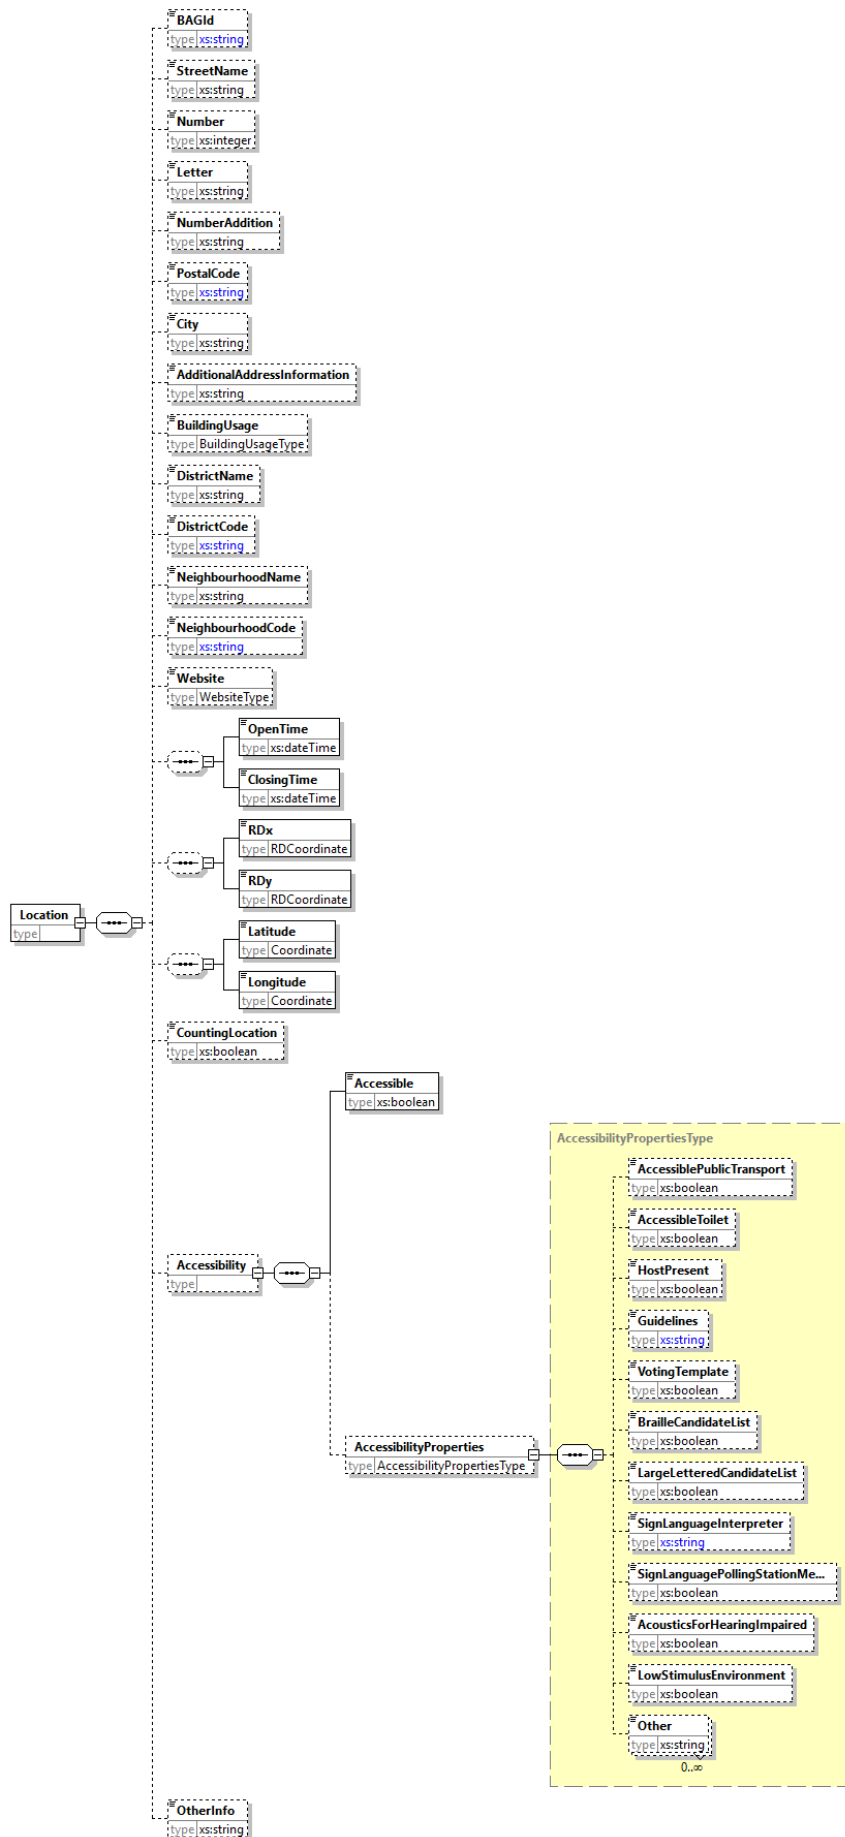 BAGId
type xs:string
StreetName
type xs:string
Number
type xs:integer
Letter
type xs:string
NumberAddition
type xs:string
PostalCode
type xs:string
City
type xs:string
AdditionalAddressInformation
type xs:string
BuildingUsage
type BuildingUsageType
DistrictName
type xs:string
DistrictCode
type xs:string
NeighbourhoodName
type xs:string
NeighbourhoodCode
type xs:string
Website
type WebsiteType
OpenTime
type xs:dateTime
ClosingTime
type xs:dateTime
RDx
type RDCoordinate
RDy
type RDCoordinate
Location
type
Latitude
type Coordinate
Longitude
type Coordinate
CountingLocation
type xs:boolean
Accessible
type xs:boolean
Accessibility
type
AccessibilityProperties
type AccessibilityPropertiesType
AccessibilityPropertiesType
AccessiblePublicTransport
type xs:boolean
AccessibleToilet
type xs:boolean
HostPresent
type xs:boolean
Guidelines
type xs:string
VotingTemplate
type xs:boolean
BrailleCandidateList
type xs:boolean
LargeLetteredCandidateList
type xs:boolean
SignLanguageInterpreter
type xs:string
SignLanguagePollingStationMe...
type xs:boolean
AcousticsForHearingImpaired
type xs:boolean
LowStimulusEnvironment
type xs:boolean
Other
type xs:string
0..∞
OtherInfo
type xs:string